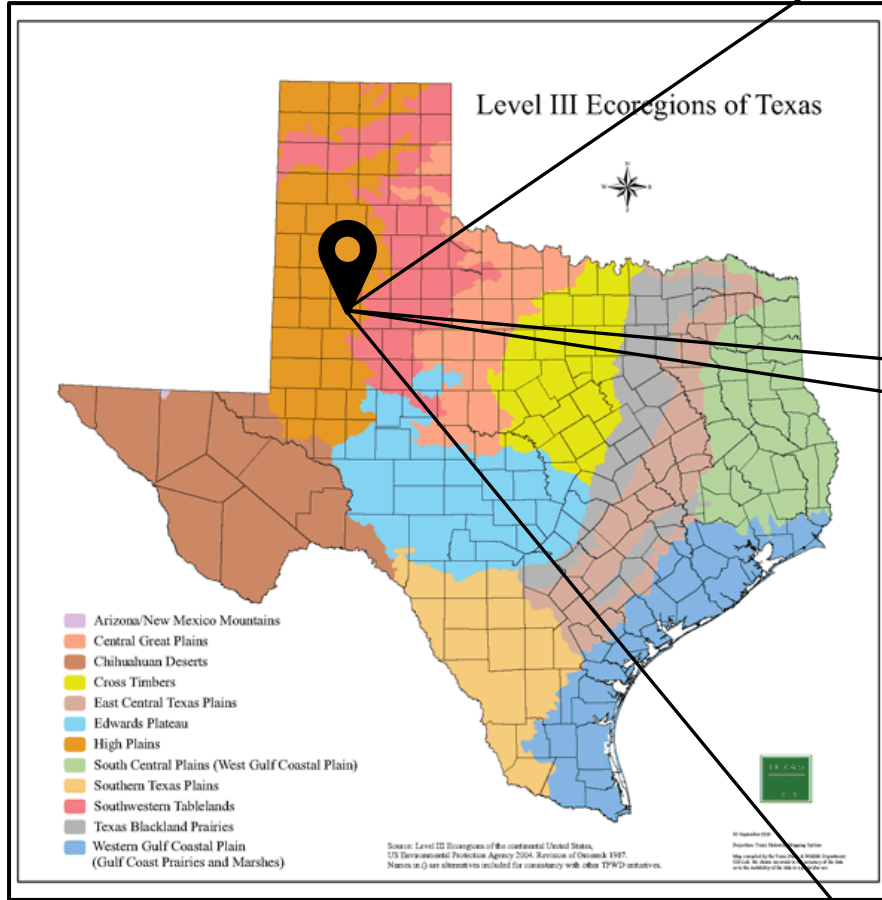 Level III Ecoregions of Texas
N
W
E
S
Arizona/New Mexico Mountains
Central Great Plains
Chihuahuan Deserts
Cross Timbers
East Central Texas Plains
Edwards Plateau
High Plains
South Central Plains (West Gulf Coastal Plain)
Southern Texas Plains
Southwestern Tablelands
Texas Blackland Prairies
Western Gulf Coastal Plain
(Gulf Coast Prairies and Marshes)
TEXAS
Source: Level III Ecoregions of the continental United States,
US Environmental Protection Agency 2004. Revision of Omernik 1987.
Names in () are alternatives included for consistency with other TPWD initiatives.